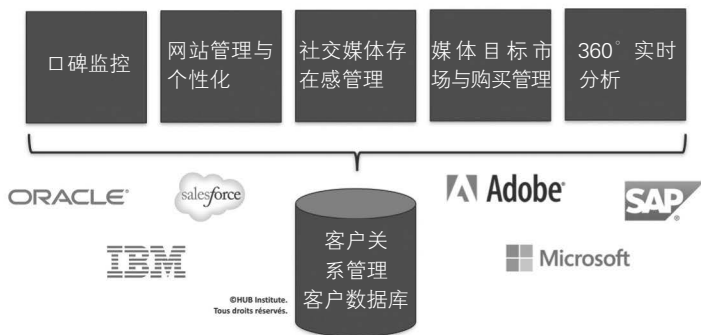 口碑监控
网站管理与
个性化
社交媒体存
在感管理
媒体目标市
场与购买管理
360°实时
分析
ORACLE®
salesforce
Adobe®
SAP®
IBM
Microsoft
客户关
系管理
客户数据库
©HUB Institute.
Tous droits réservés.